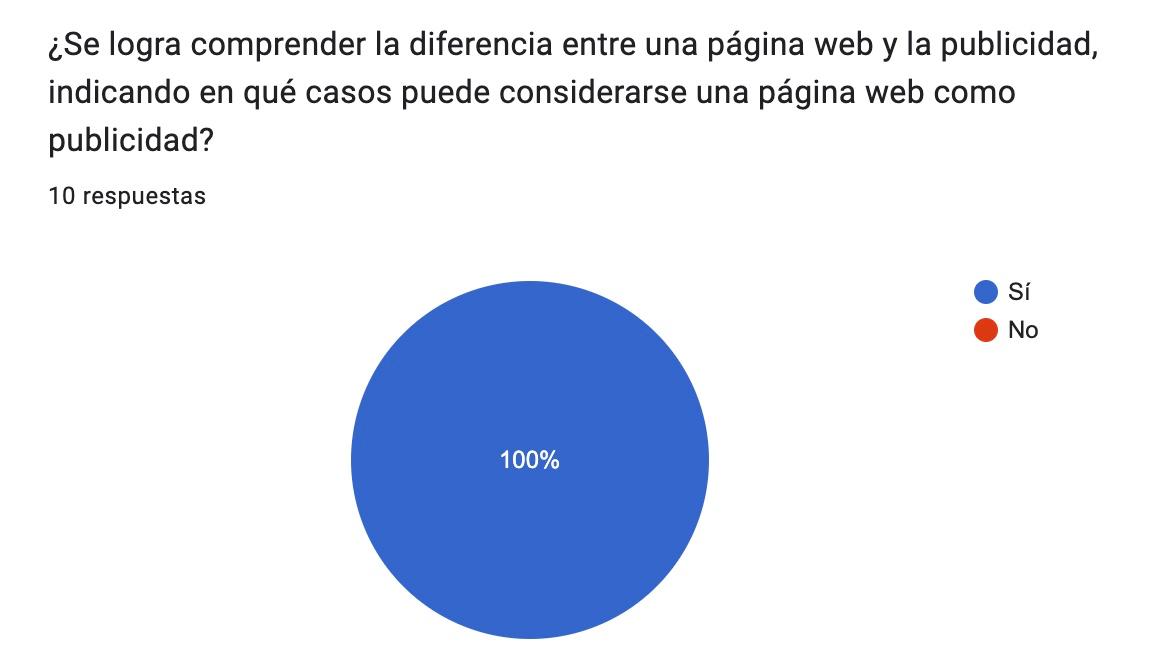 ¿Se logra comprender la diferencia entre una página web y la publicidad,
indicando en qué casos puede considerarse una página web como
publicidad?
10 respuestas
Sí
No
100%